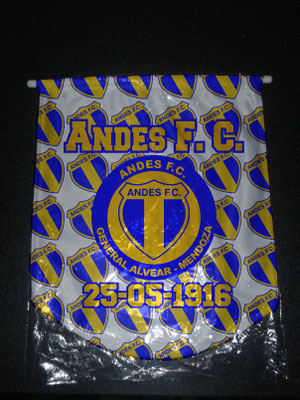 ANDES F. C.
ANDES F.C.
ANDES F.C.
GENERAL ALVEAR - MENDOZA
25-05-1916